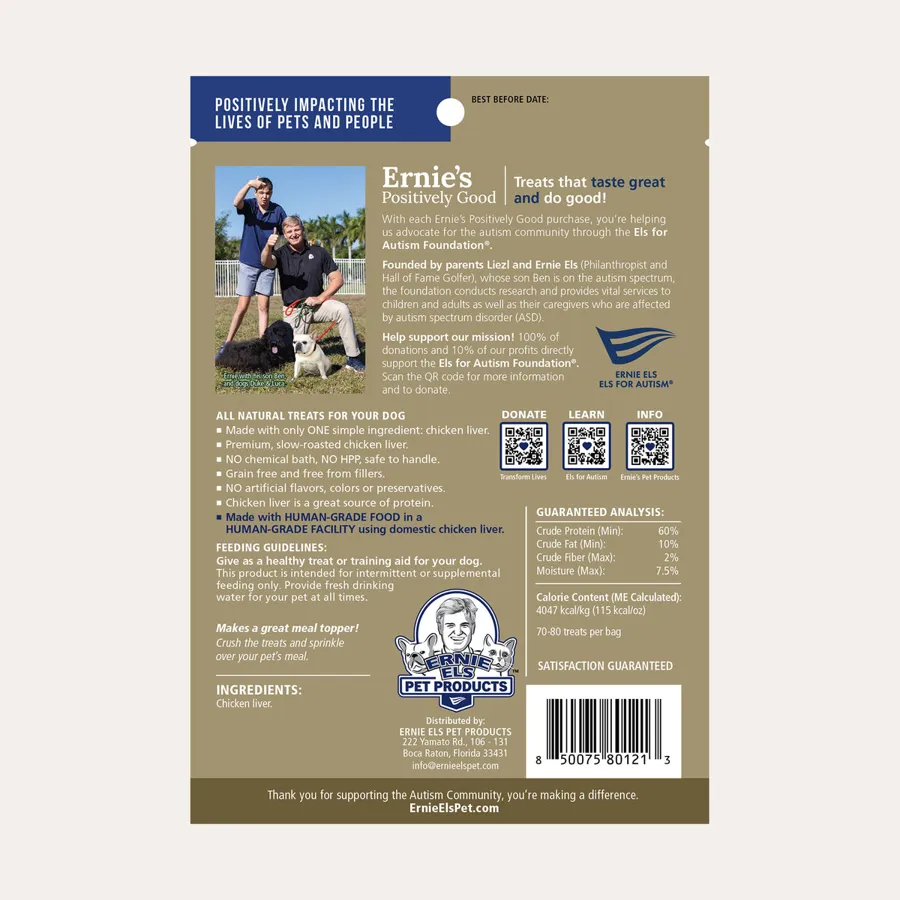 POSITIVELY IMPACTING THE
LIVES OF PETS AND PEOPLE
BEST BEFORE DATE:
Ernie's
Positively Good
Treats that taste great
and do good!
With each Ernie's Positively Good purchase, you're helping
us advocate for the autism community through the Els for
Autism Foundation®.
Founded by parents Liezl and Ernie Els (Philanthropist and
Hall of Fame Golfer), whose son Ben is on the autism spectrum,
the foundation conducts research and provides vital services to
children and adults as well as their caregivers who are affected
by autism spectrum disorder (ASD).
Help support our mission! 100% of
donations and 10% of our profits directly
support the Els for Autism Foundation®.
Scan the QR code for more information
and to donate.
ERNIE ELS
ELS FOR AUTISM®
Ernie with his son Ben
and dogs Duke & Luca
ALL NATURAL TREATS FOR YOUR DOG
▪ Made with only ONE simple ingredient: chicken liver.
▪ Premium, slow-roasted chicken liver.
▪ NO chemical bath, NO HPP, safe to handle.
▪ Grain free and free from fillers.
▪ NO artificial flavors, colors or preservatives.
▪ Chicken liver is a great source of protein.
▪ Made with HUMAN-GRADE FOOD in a
HUMAN-GRADE FACILITY using domestic chicken liver.
DONATE LEARN INFO
Transform Lives Els for Autism Ernie's Pet Products
FEEDING GUIDELINES:
Give as a healthy treat or training aid for your dog.
This product is intended for intermittent or supplemental
feeding only. Provide fresh drinking
water for your pet at all times.
Makes a great meal topper!
Crush the treats and sprinkle
over your pet's meal.
INGREDIENTS:
Chicken liver.
GUARANTEED ANALYSIS:
Crude Protein (Min): 60%
Crude Fat (Min): 10%
Crude Fiber (Max): 2%
Moisture (Max): 7.5%
Calorie Content (ME Calculated):
4047 kcal/kg (115 kcal/oz)
70-80 treats per bag
SATISFACTION GUARANTEED
ERNIE
ELS
PET PRODUCTS™
Distributed by:
ERNIE ELS PET PRODUCTS
222 Yamato Rd., 106 - 131
Boca Raton, Florida 33431
info@ernieelspet.com
8 50075 80121 3
Thank you for supporting the Autism Community, you're making a difference.
ErnieElsPet.com